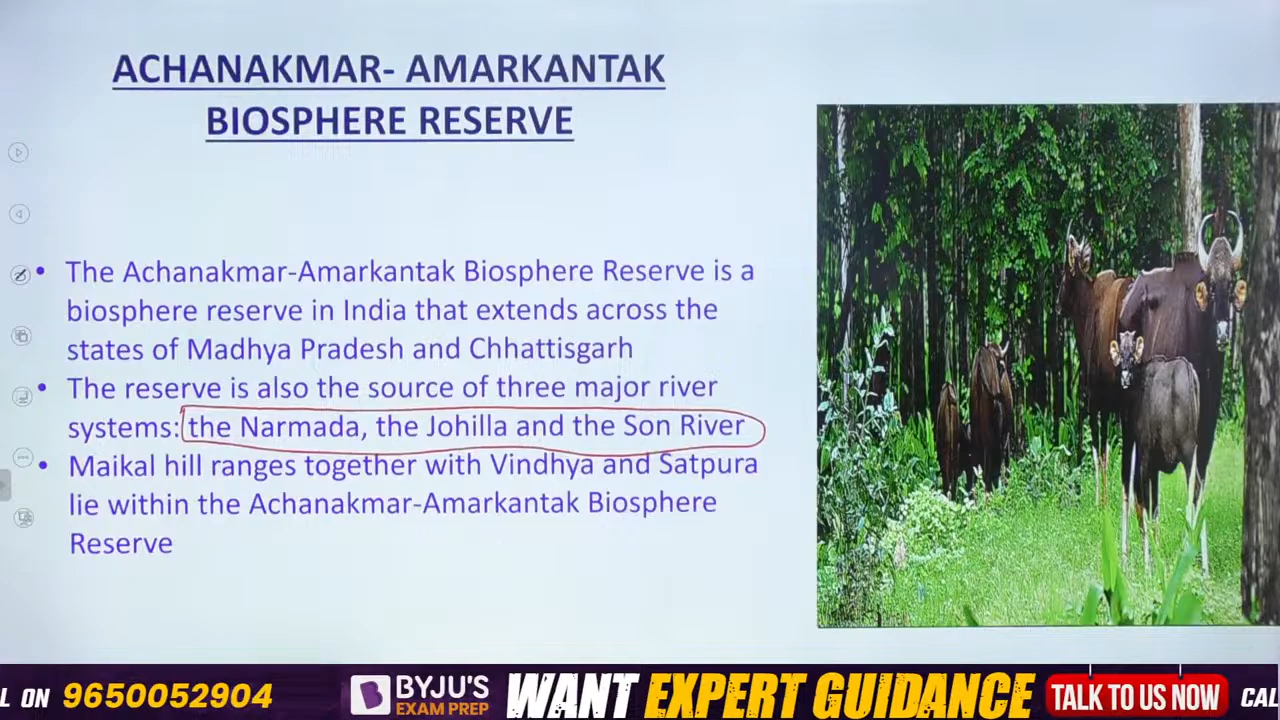 ACHANAKMAR- AMARKANTAK
BIOSPHERE RESERVE
• The Achanakmar-Amarkantak Biosphere Reserve is a
biosphere reserve in India that extends across the
states of Madhya Pradesh and Chhattisgarh
• The reserve is also the source of three major river
systems: the Narmada, the Johilla and the Son River
• Maikal hill ranges together with Vindhya and Satpura
lie within the Achanakmar-Amarkantak Biosphere
Reserve
L ON 9650052904
BYJU'S
EXAM PREP
WANT EXPERT GUIDANCE
TALK TO US NOW
CAL